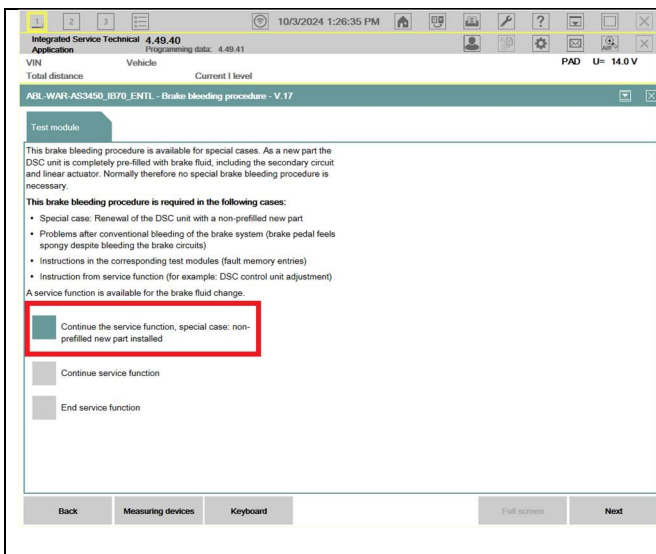 1 2 3 10/3/2024 1:26:35 PM ?
Integrated Service Technical 4.49.40
Application Programming data: 4.49.41
AIR
VIN Vehicle PAD U= 14.0 V
Total distance Current I level
ABL-WAR-AS3450_IB70_ENTL - Brake bleeding procedure - V.17
Test module
This brake bleeding procedure is available for special cases. As a new part the
DSC unit is completely pre-filled with brake fluid, including the secondary circuit
and linear actuator. Normally therefore no special brake bleeding procedure is
necessary.
This brake bleeding procedure is required in the following cases:
• Special case: Renewal of the DSC unit with a non-prefilled new part
• Problems after conventional bleeding of the brake system (brake pedal feels
spongy despite bleeding the brake circuits)
• Instructions in the corresponding test modules (fault memory entries)
• Instruction from service function (for example: DSC control unit adjustment)
A service function is available for the brake fluid change.
Continue the service function, special case: non-
prefilled new part installed
Continue service function
End service function
Back Measuring devices Keyboard Full screen Next